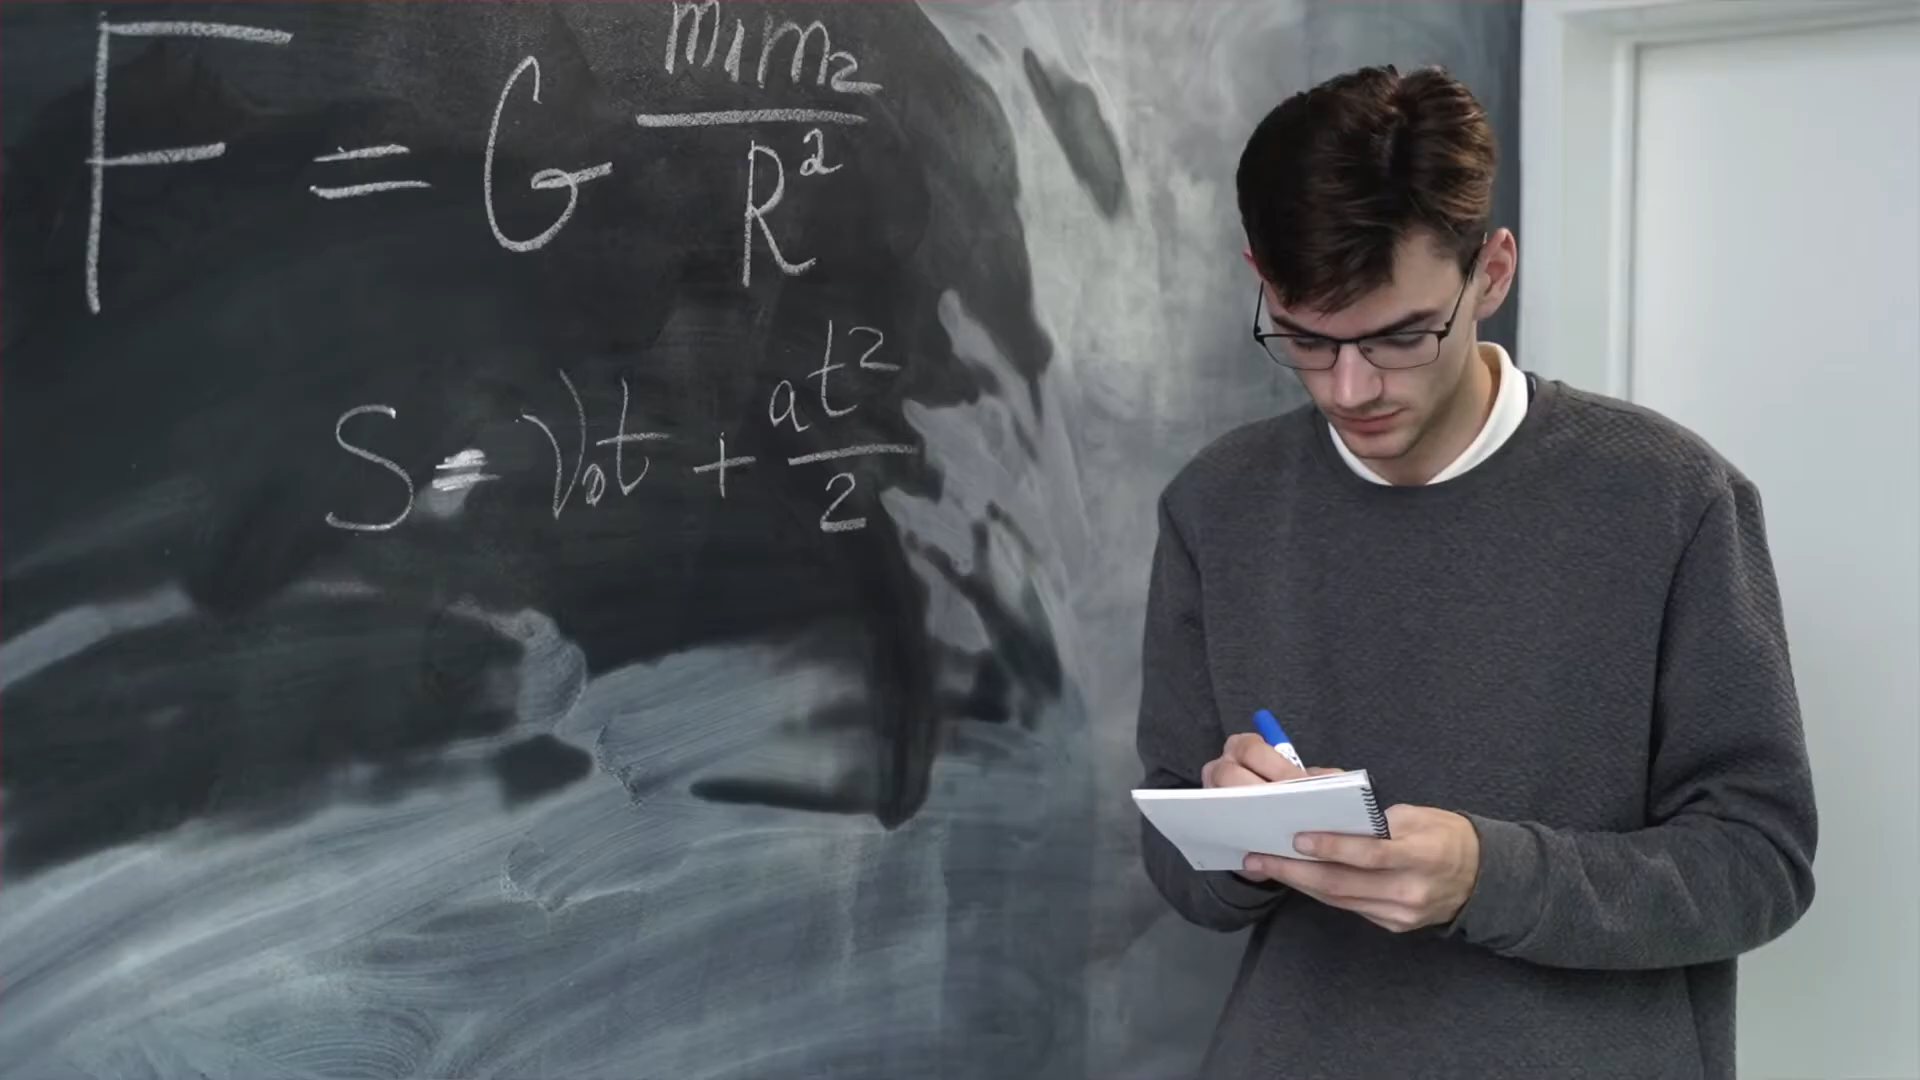 F = G m₁m₂/R²
S = V₀t + at²/2